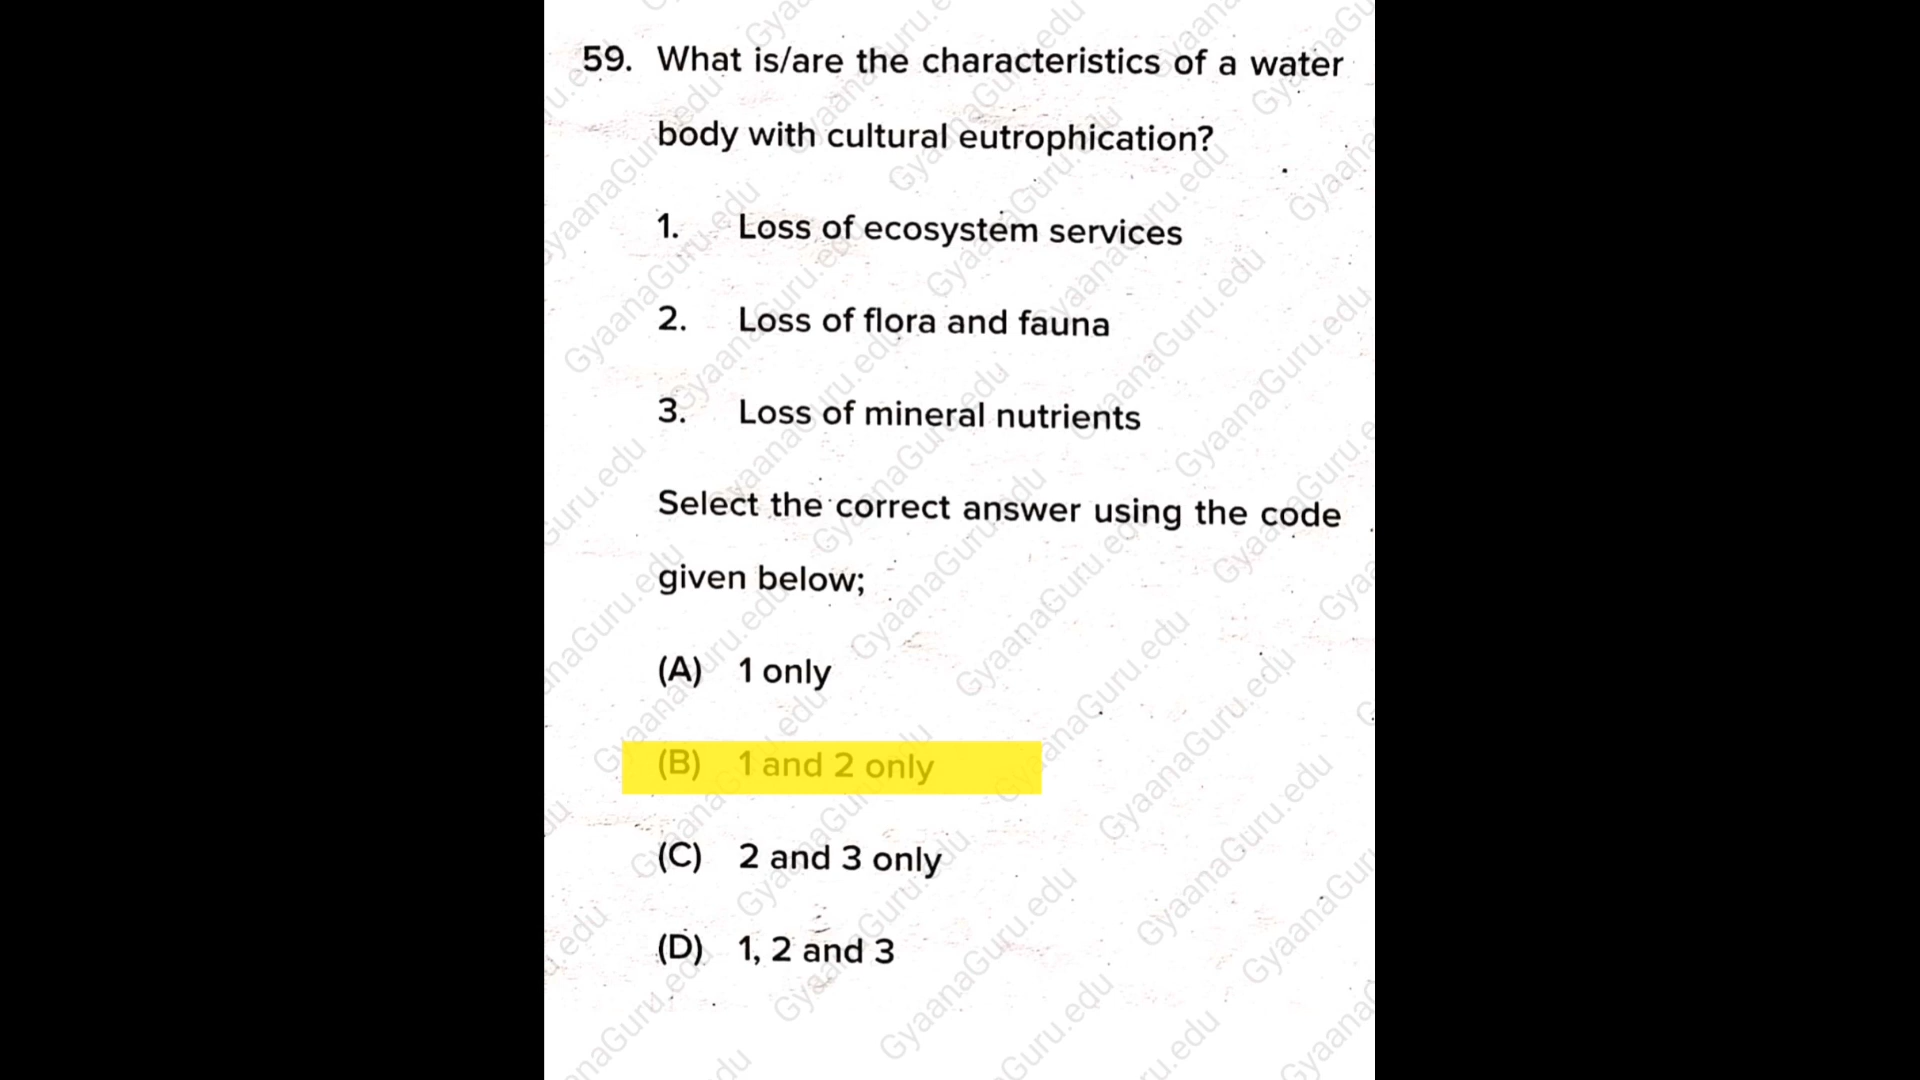 59. What is/are the characteristics of a water
body with cultural eutrophication?
1. Loss of ecosystem services
2. Loss of flora and fauna
3. Loss of mineral nutrients
Select the correct answer using the code
given below;
(A) 1 only
(B) 1 and 2 only
(C) 2 and 3 only
(D) 1, 2 and 3
GyaanaGuru.edu